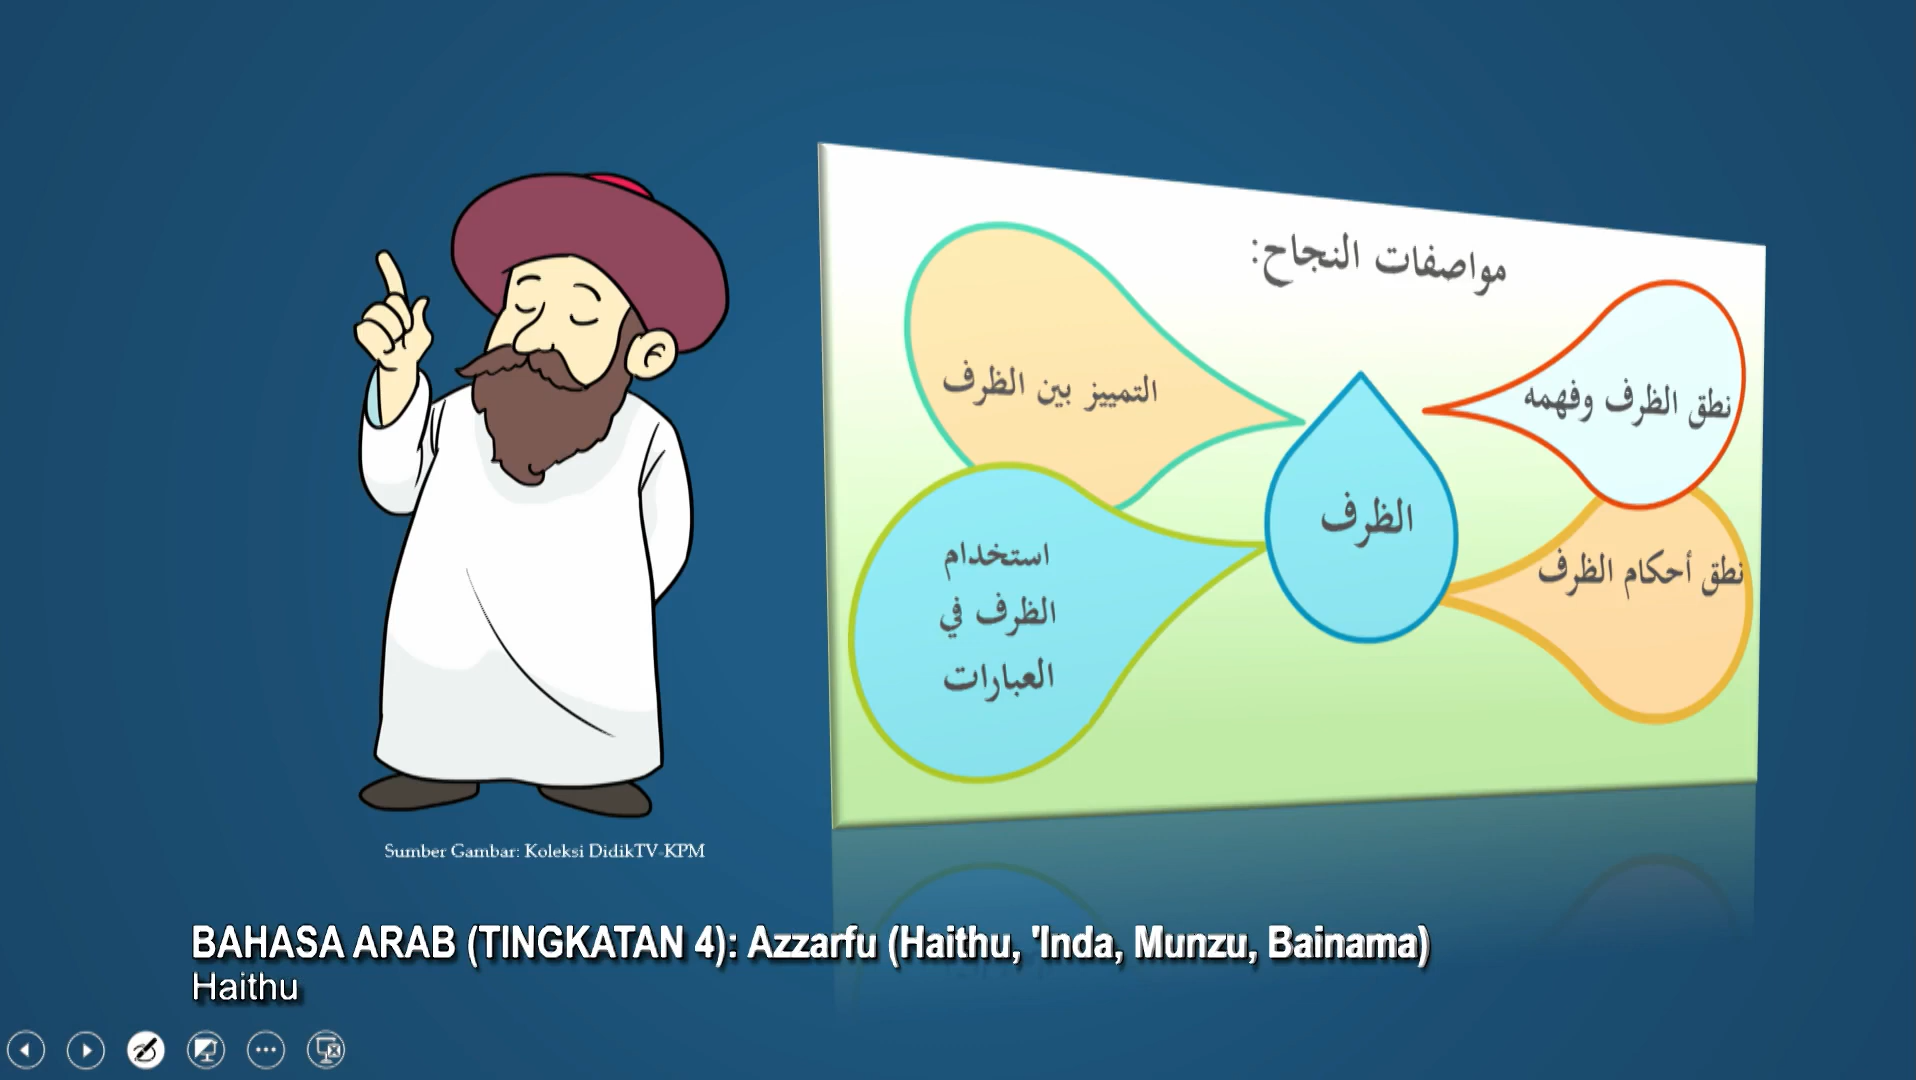 مواصفات النجاح:
نطق الظرف وفهمه
التمييز بين الظرف
الظرف
نطق أحكام الظرف
استخدام
الظرف في
العبارات
Sumber Gambar: Koleksi DidikTV-KPM
BAHASA ARAB (TINGKATAN 4): Azzarfu (Haithu, 'Inda, Munzu, Bainama)
Haithu